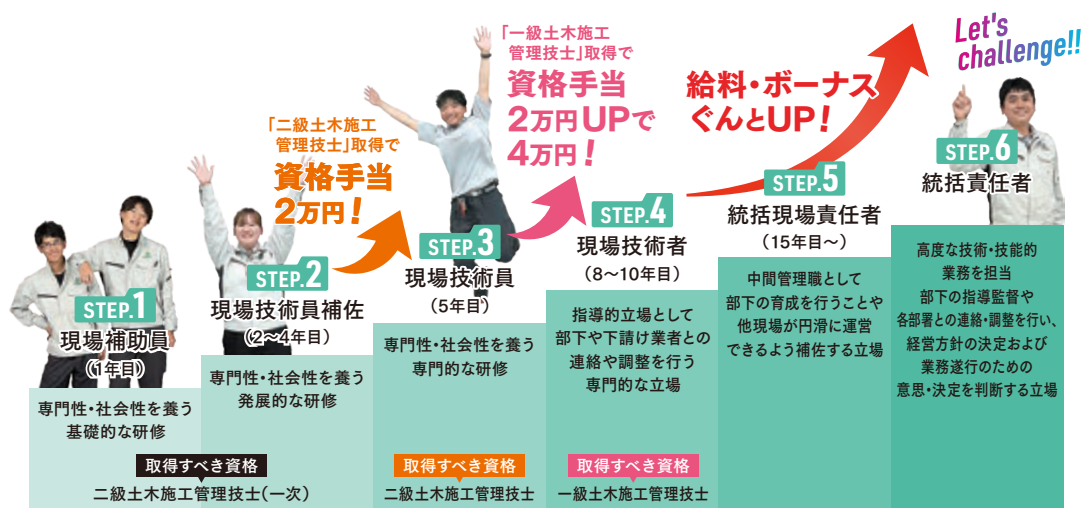 STEP.1
現場補助員
(1年目)
専門性・社会性を養う
基礎的な研修
STEP.2
現場技術員補佐
(2〜4年目)
専門性・社会性を養う
発展的な研修
取得すべき資格
二級土木施工管理技士(一次)
「二級土木施工
管理技士」取得で
資格手当
2万円!
STEP.3
現場技術員
(5年目)
専門性・社会性を養う
専門的な研修
取得すべき資格
二級土木施工管理技士
「一級土木施工
管理技士」取得で
資格手当
2万円UPで
4万円!
STEP.4
現場技術者
(8〜10年目)
指導的立場として
部下や下請け業者との
連絡や調整を行う
専門的な立場
取得すべき資格
一級土木施工管理技士
給料・ボーナス
ぐんとUP!
STEP.5
統括現場責任者
(15年目〜)
中間管理職として
部下の育成を行うことや
他現場が円滑に運営
できるよう補佐する立場
Let's
challenge!!
STEP.6
統括責任者
高度な技術・技能的
業務を担当
部下の指導監督や
各部署との連絡・調整を行い、
経営方針の決定および
業務遂行のための
意思・決定を判断する立場